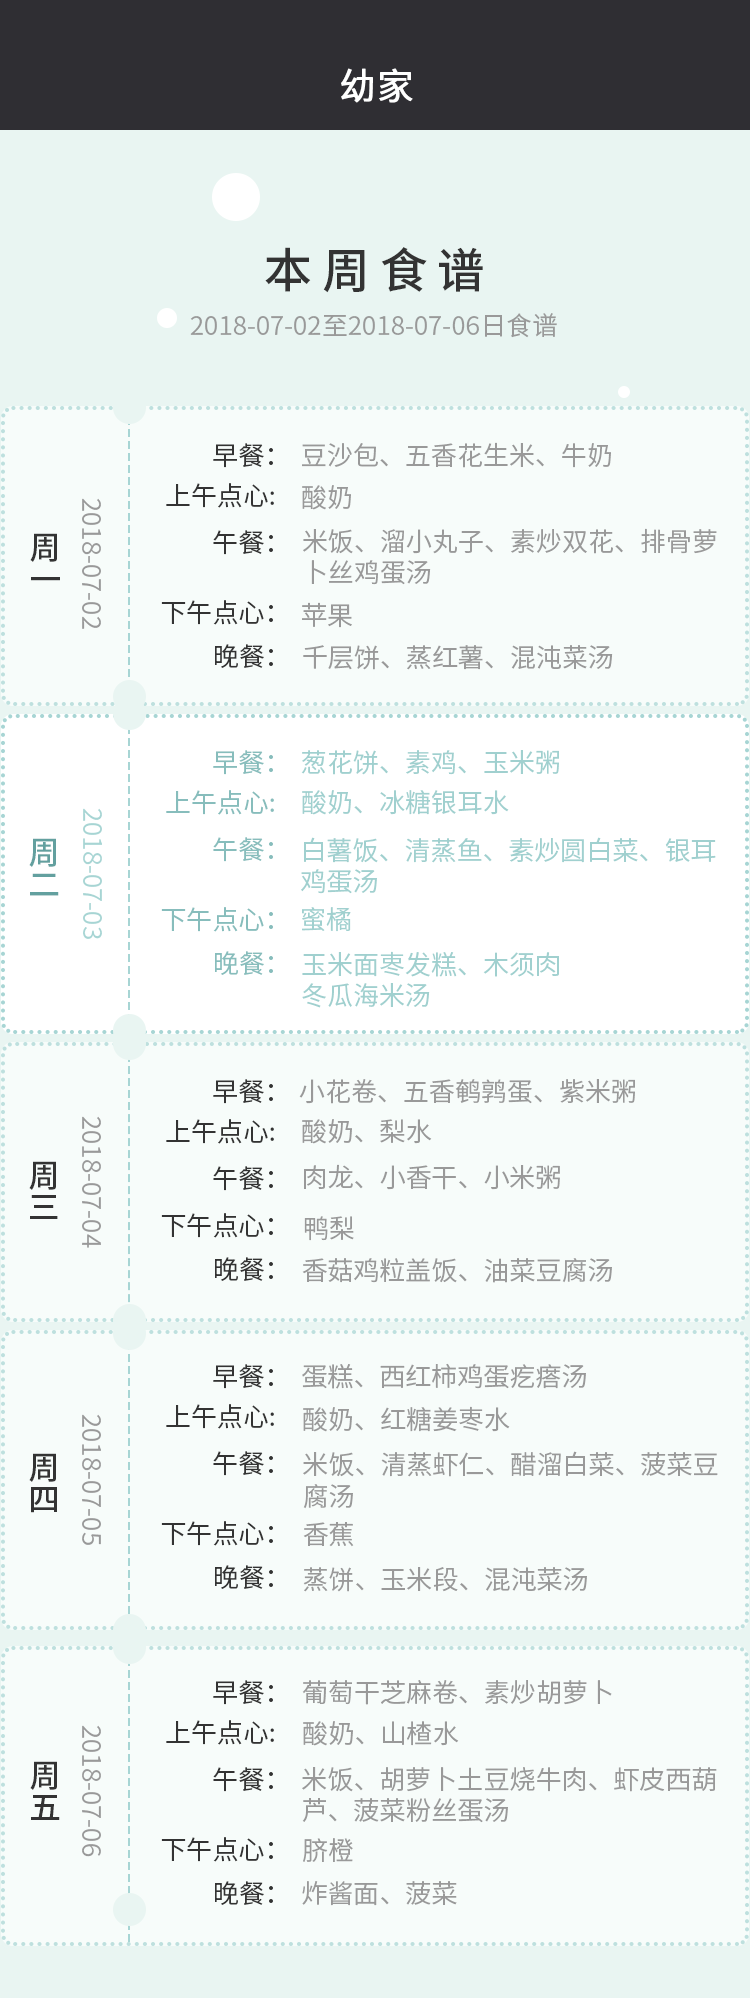 幼家
本周食谱
2018-07-02至2018-07-06日食谱
周一
2018-07-02
早餐： 豆沙包、五香花生米、牛奶
上午点心: 酸奶
午餐： 米饭、溜小丸子、素炒双花、排骨萝
卜丝鸡蛋汤
下午点心： 苹果
晚餐： 千层饼、蒸红薯、混沌菜汤
周二
2018-07-03
早餐： 葱花饼、素鸡、玉米粥
上午点心: 酸奶、冰糖银耳水
午餐： 白薯饭、清蒸鱼、素炒圆白菜、银耳
鸡蛋汤
下午点心： 蜜橘
晚餐： 玉米面枣发糕、木须肉
冬瓜海米汤
周三
2018-07-04
早餐： 小花卷、五香鹌鹑蛋、紫米粥
上午点心: 酸奶、梨水
午餐： 肉龙、小香干、小米粥
下午点心： 鸭梨
晚餐： 香菇鸡粒盖饭、油菜豆腐汤
周四
2018-07-05
早餐： 蛋糕、西红柿鸡蛋疙瘩汤
上午点心: 酸奶、红糖姜枣水
午餐： 米饭、清蒸虾仁、醋溜白菜、菠菜豆
腐汤
下午点心： 香蕉
晚餐： 蒸饼、玉米段、混沌菜汤
周五
2018-07-06
早餐： 葡萄干芝麻卷、素炒胡萝卜
上午点心: 酸奶、山楂水
午餐： 米饭、胡萝卜土豆烧牛肉、虾皮西葫
芦、菠菜粉丝蛋汤
下午点心： 脐橙
晚餐： 炸酱面、菠菜